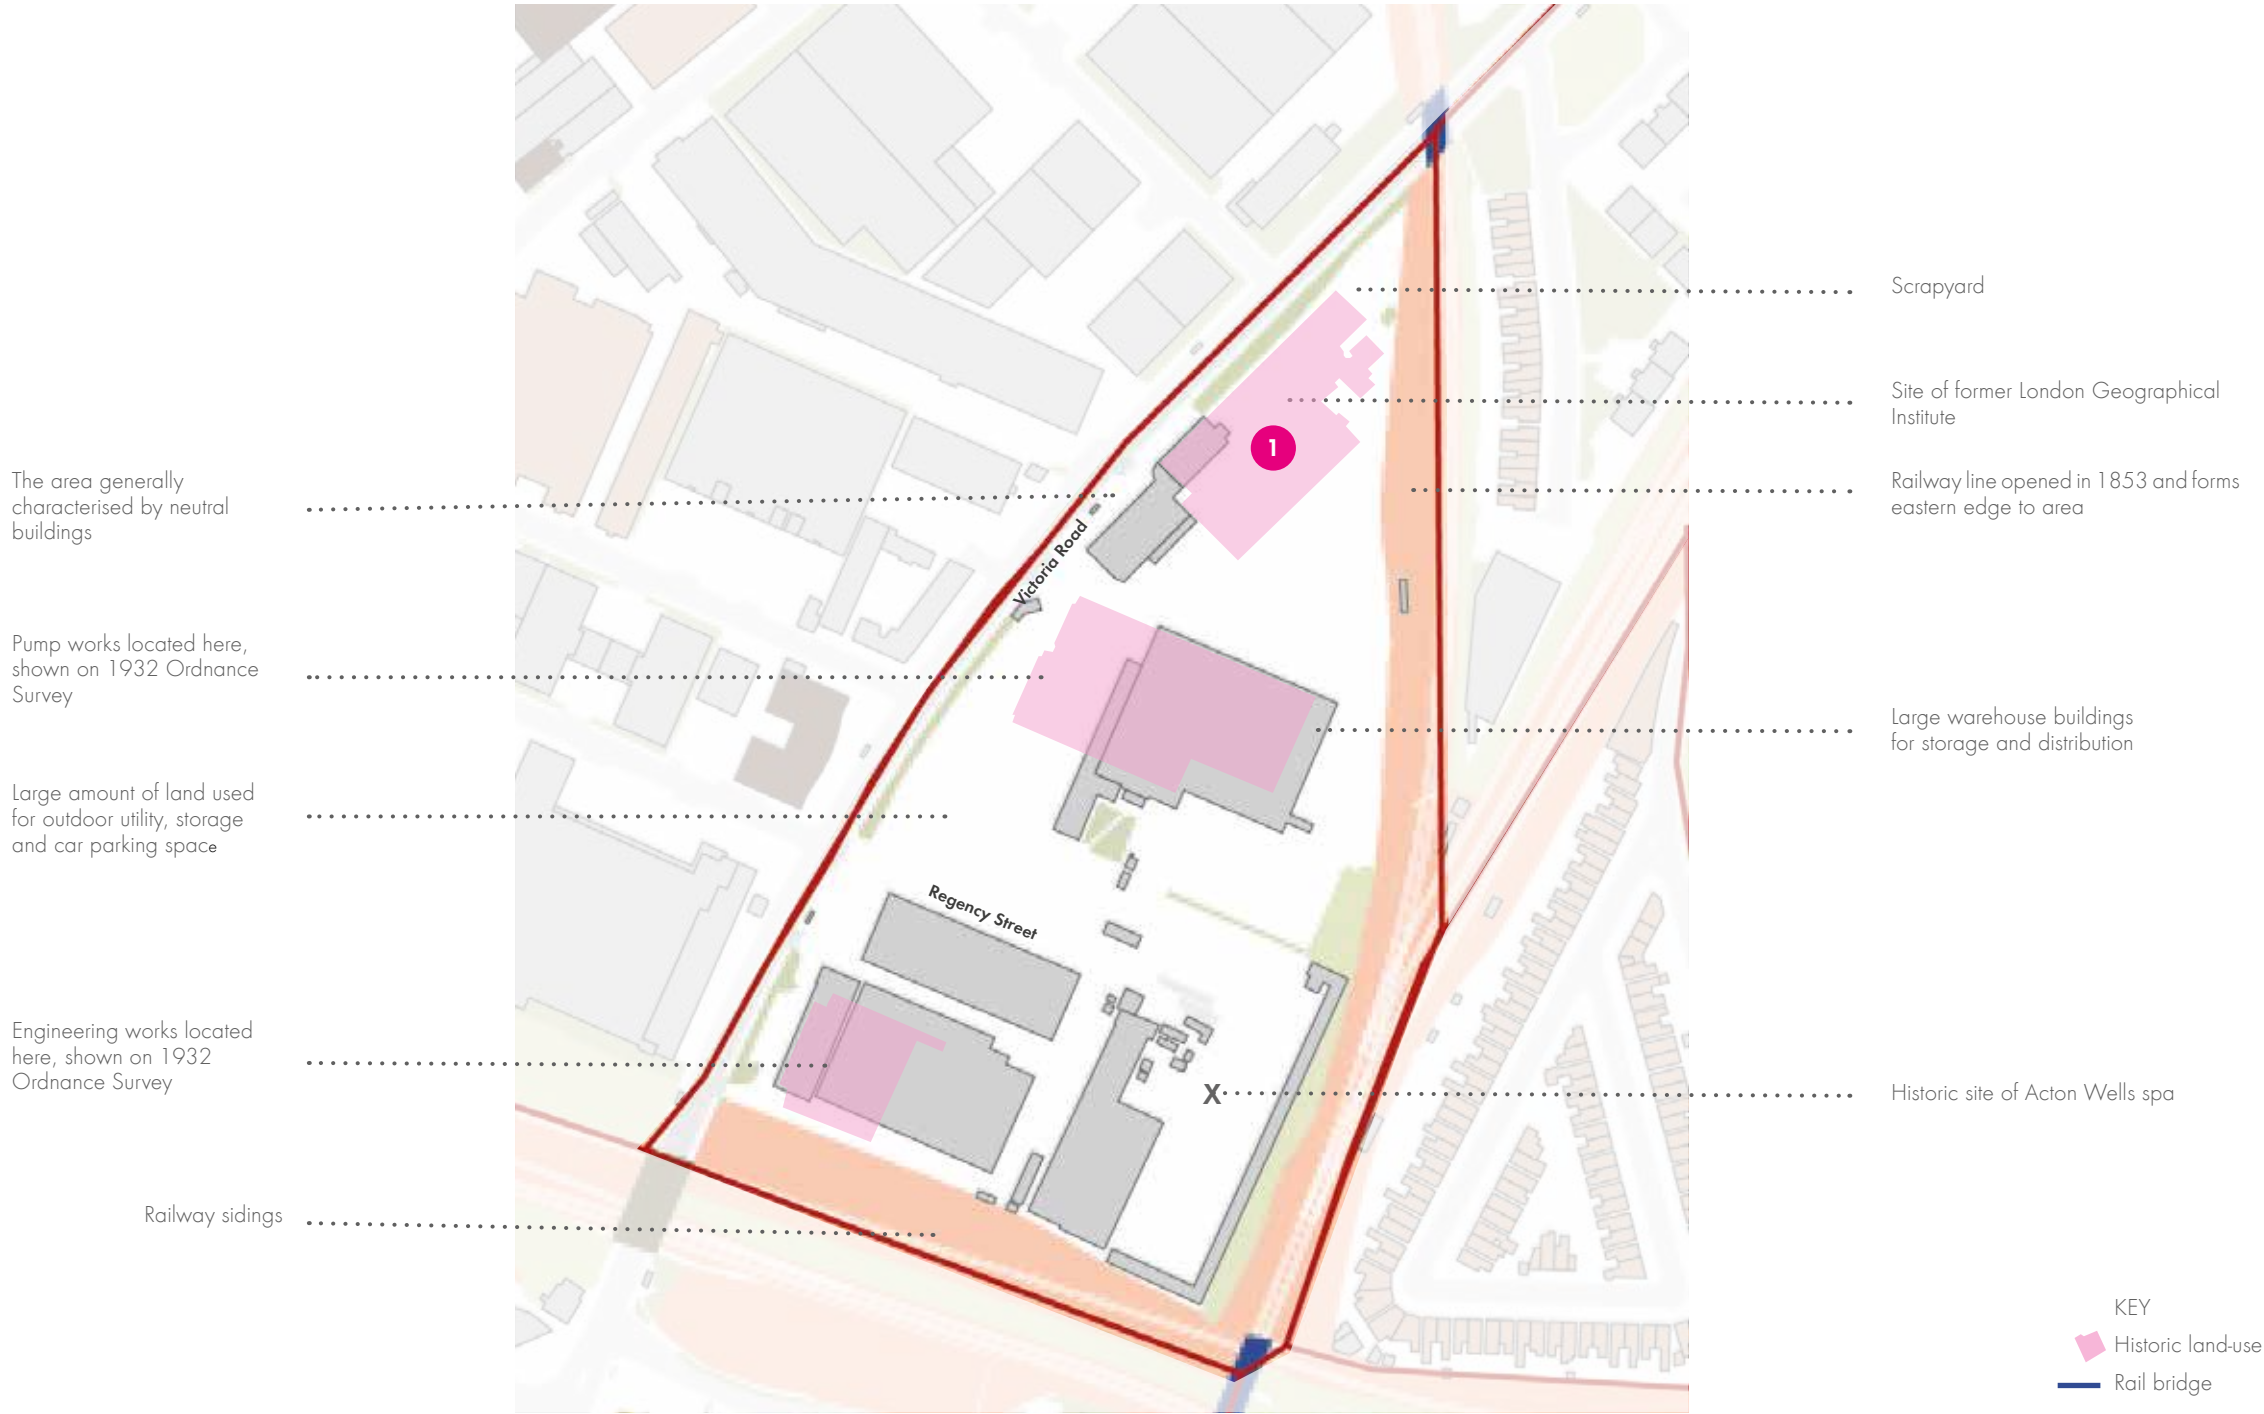 The area generally
characterised by neutral
buildings
Pump works located here,
shown on 1932 Ordnance
Survey
Large amount of land used
for outdoor utility, storage
and car parking space
Engineering works located
here, shown on 1932
Ordnance Survey
Railway sidings
Victoria Road
1
Regency Street
X
Scrapyard
Site of former London Geographical
Institute
Railway line opened in 1853 and forms
eastern edge to area
Large warehouse buildings
for storage and distribution
Historic site of Acton Wells spa
KEY
Historic land-use
Rail bridge